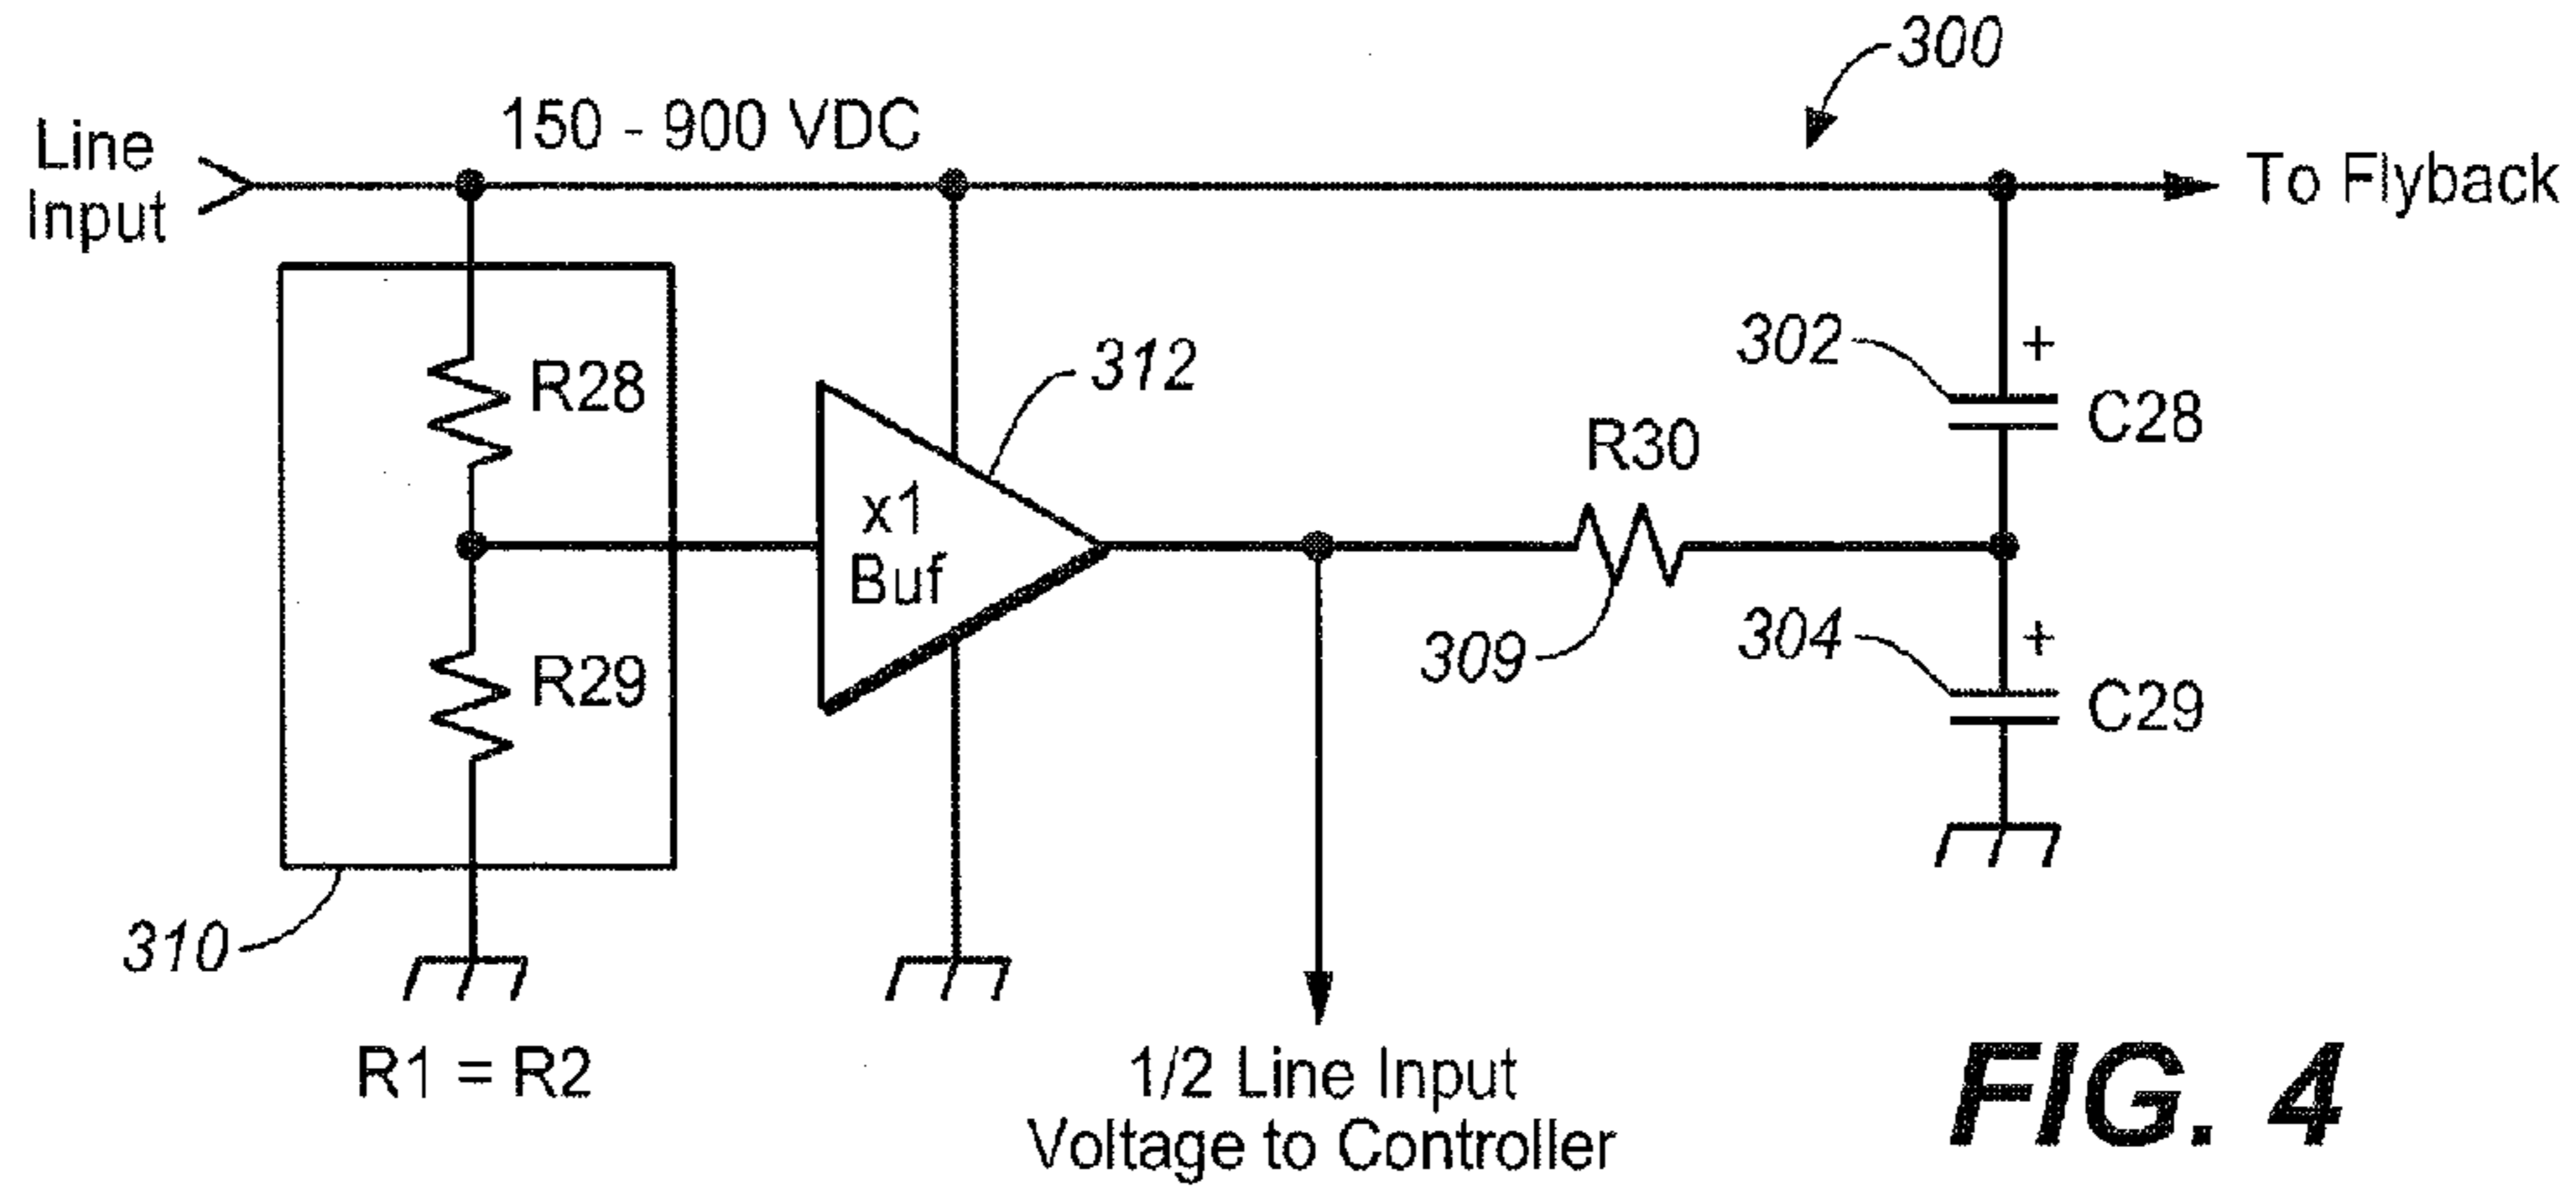 300
150 - 900 VDC
Line
Input
To Flyback
302
+
C28
R28
312
R30
x1
Buf
309
304
+
C29
R29
310
R1 = R2
1/2 Line Input
Voltage to Controller
FIG. 4